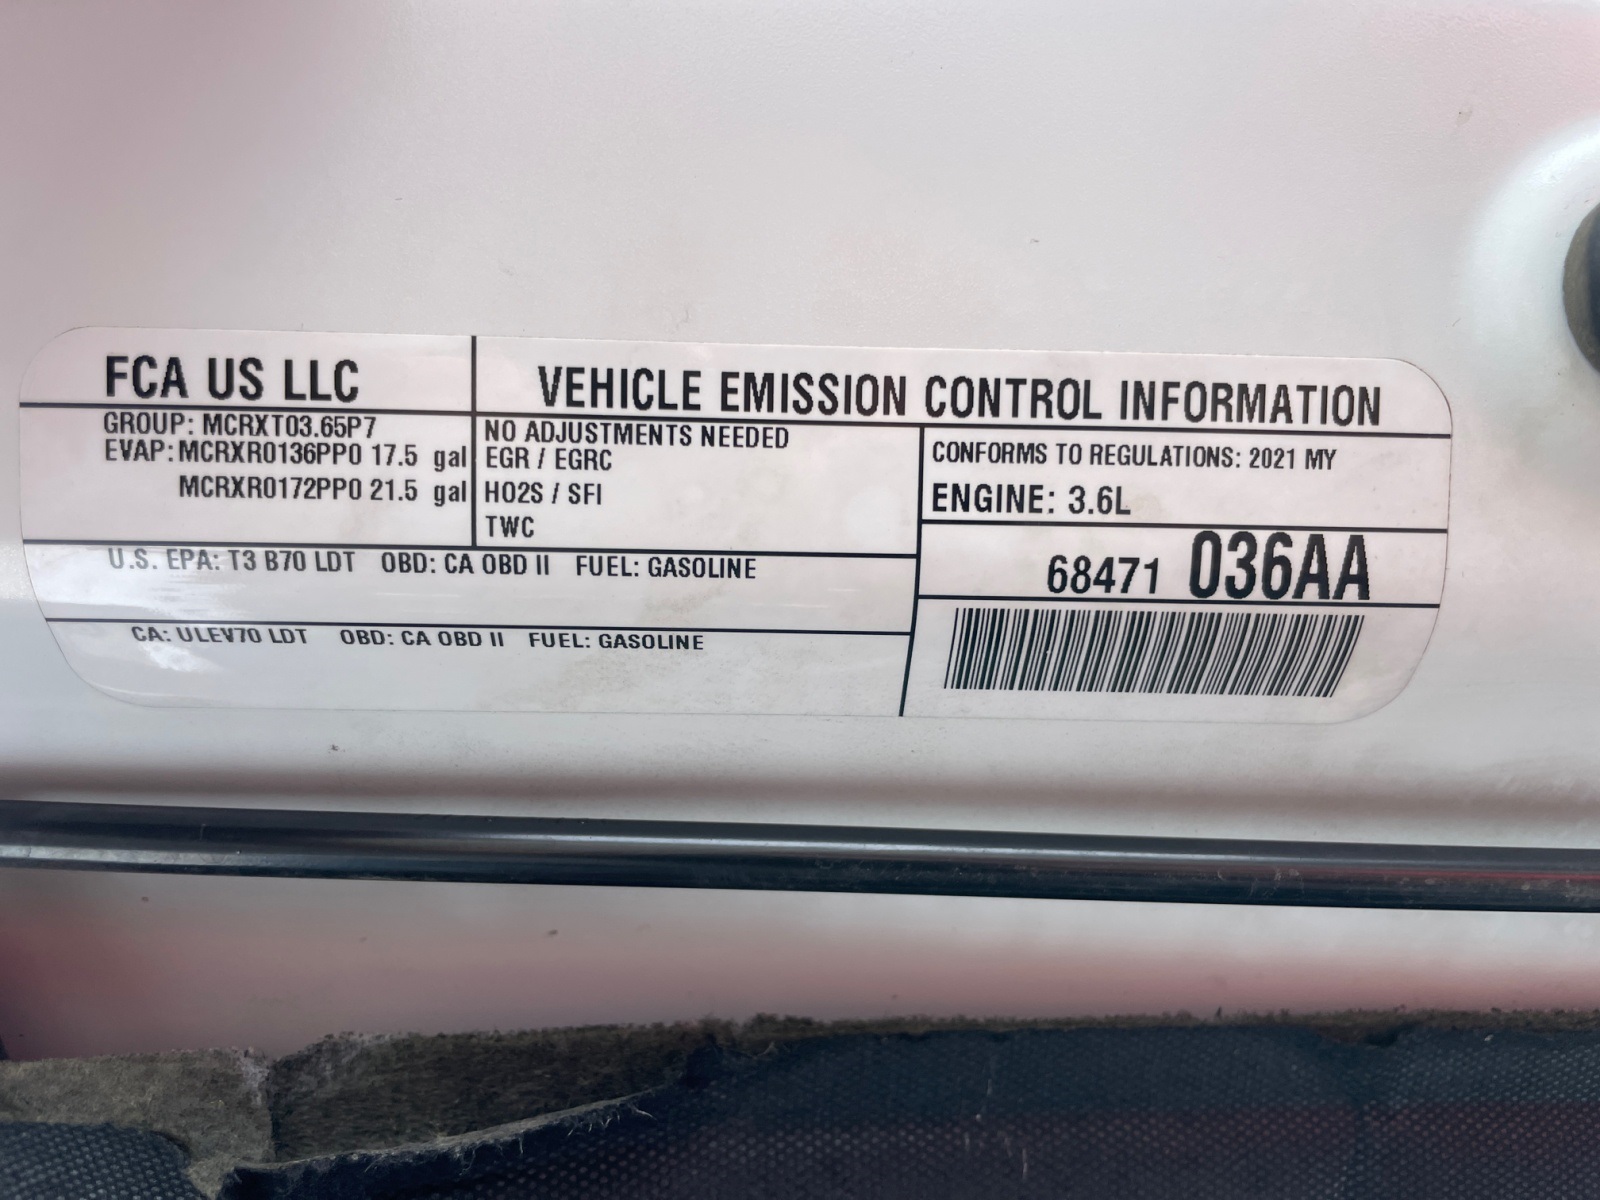 FCA US LLC
VEHICLE EMISSION CONTROL INFORMATION
GROUP: MCRXT03.65P7
EVAP: MCRXR0136PP0 17.5 gal
MCRXR0172PP0 21.5 gal
NO ADJUSTMENTS NEEDED
EGR / EGRC
HO2S / SFI
TWC
CONFORMS TO REGULATIONS: 2021 MY
ENGINE: 3.6L
68471 036AA
U.S. EPA: T3 B70 LDT OBD: CA OBD II FUEL: GASOLINE
CA: ULEV70 LDT OBD: CA OBD II FUEL: GASOLINE